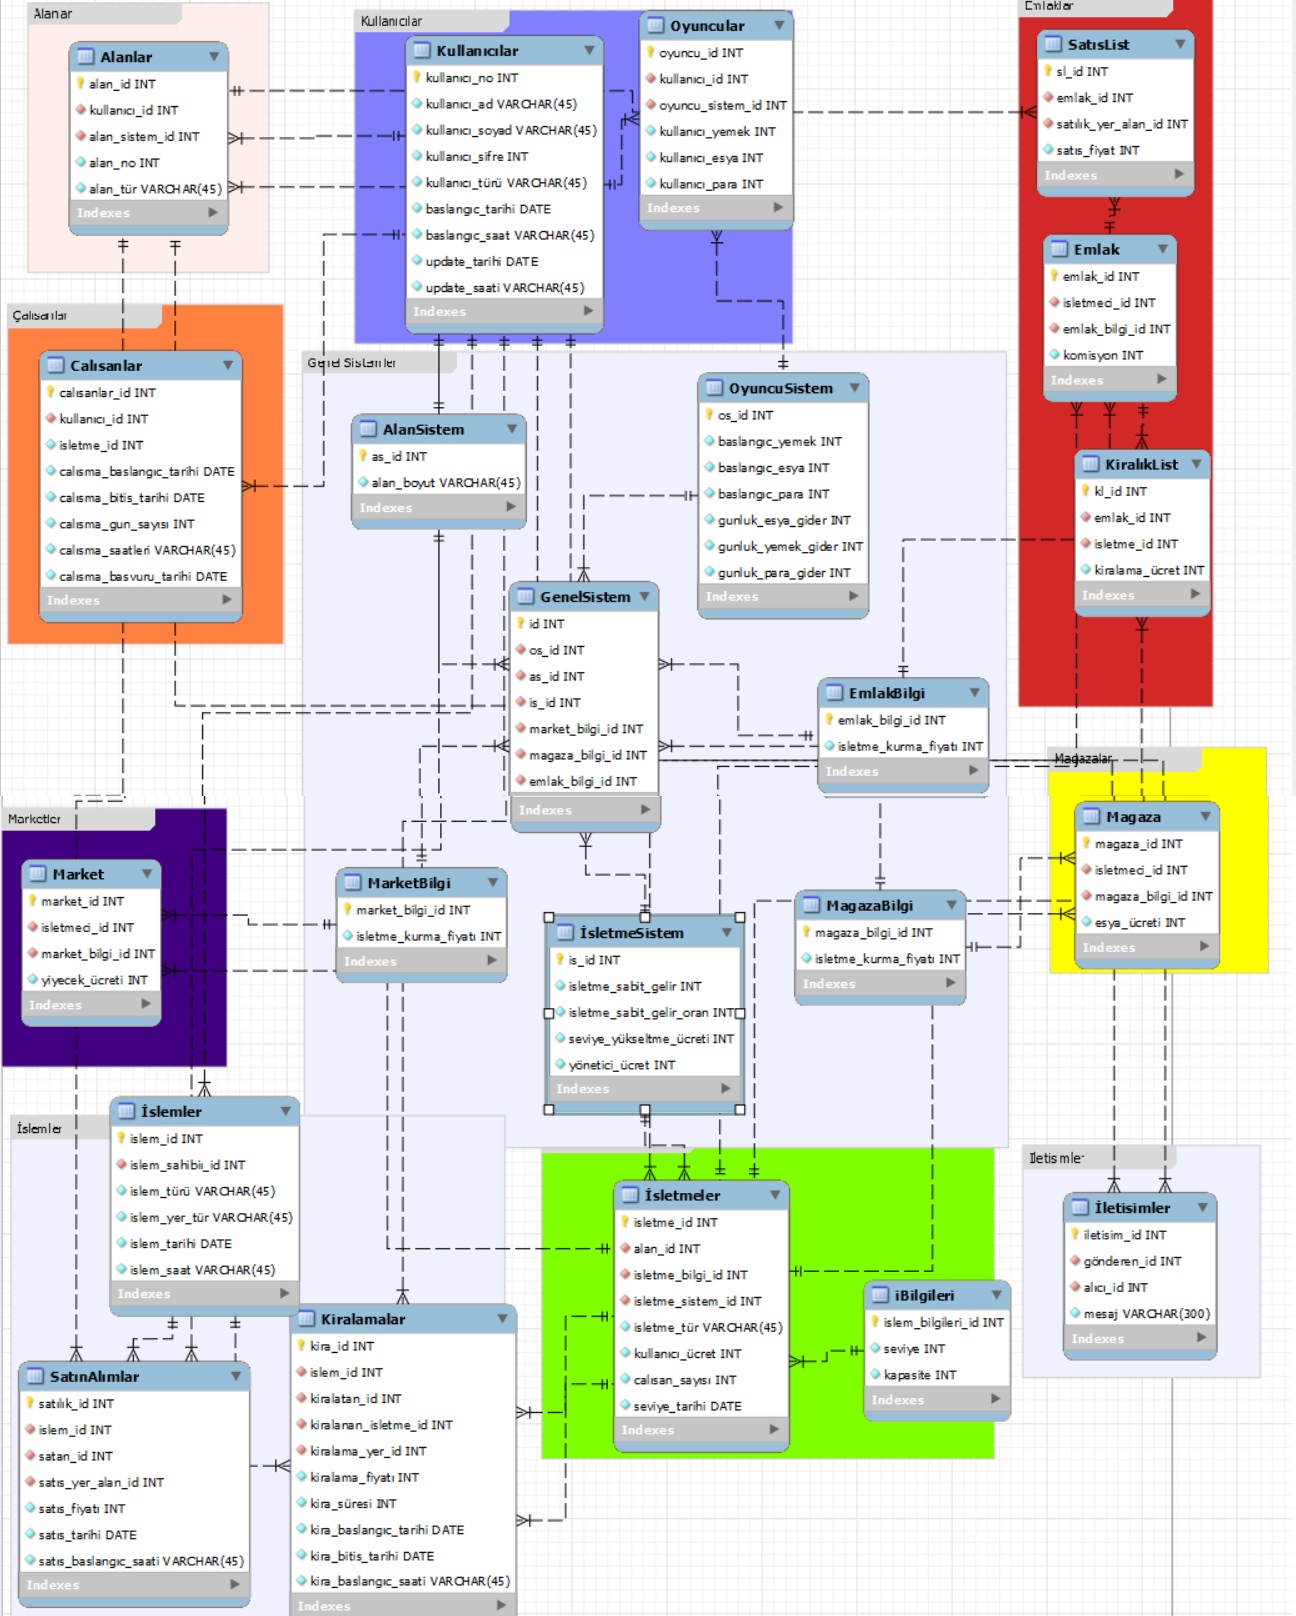 Alanlar
Alanlar
alan_id INT
kullanıcı_id INT
alan_sistem_id INT
alan_no INT
alan_tür VARCHAR(45)
Indexes
Kullanıcılar
Kullanıcılar
kullanıcı_no INT
kullanıcı_ad VARCHAR(45)
kullanıcı_soyad VARCHAR(45)
kullanıcı_sifre INT
kullanıcı_türü VARCHAR(45)
baslangıc_tarihi DATE
baslangıc_saat VARCHAR(45)
update_tarihi DATE
update_saati VARCHAR(45)
Indexes
Oyuncular
oyuncu_id INT
kullanıcı_id INT
oyuncu_sistem_id INT
kullanıcı_yemek INT
kullanıcı_esya INT
kullanıcı_para INT
Indexes
Emlaklar
SatısList
sl_id INT
emlak_id INT
satılık_yer_alan_id INT
satıs_fiyat INT
Indexes
Emlak
emlak_id INT
isletmeci_id INT
emlak_bilgi_id INT
komisyon INT
Indexes
KiralıkList
kl_id INT
emlak_id INT
isletme_id INT
kiralama_ücret INT
Indexes
Çalısanlar
Calısanlar
calısanlar_id INT
kullanıcı_id INT
isletme_id INT
calısma_baslangıc_tarihi DATE
calısma_bitis_tarihi DATE
calısma_gun_sayısı INT
calısma_saatleri VARCHAR(45)
calısma_basvuru_tarihi DATE
Indexes
Genel Sistemler
AlanSistem
as_id INT
alan_boyut VARCHAR(45)
Indexes
OyuncuSistem
os_id INT
baslangıc_yemek INT
baslangıc_esya INT
baslangıc_para INT
gunluk_esya_gider INT
gunluk_yemek_gider INT
gunluk_para_gider INT
Indexes
GenelSistem
id INT
os_id INT
as_id INT
is_id INT
market_bilgi_id INT
magaza_bilgi_id INT
emlak_bilgi_id INT
Indexes
EmlakBilgi
emlak_bilgi_id INT
isletme_kurma_fiyatı INT
Indexes
Magazalar
Magaza
magaza_id INT
isletmeci_id INT
magaza_bilgi_id INT
esya_ücreti INT
Indexes
Marketler
Market
market_id INT
isletmeci_id INT
market_bilgi_id INT
yiyecek_ücreti INT
Indexes
MarketBilgi
market_bilgi_id INT
isletme_kurma_fiyatı INT
Indexes
İsletmeSistem
is_id INT
isletme_sabit_gelir INT
isletme_sabit_gelir_oran INT
seviye_yükseltme_ücreti INT
yönetici_ücret INT
Indexes
MagazaBilgi
magaza_bilgi_id INT
isletme_kurma_fiyatı INT
Indexes
İslemler
İslemler
islem_id INT
islem_sahibii_id INT
islem_türü VARCHAR(45)
islem_yer_tür VARCHAR(45)
islem_tarihi DATE
islem_saat VARCHAR(45)
Indexes
SatınAlımlar
satılık_id INT
islem_id INT
satan_id INT
satıs_yer_alan_id INT
satıs_fiyatı INT
satıs_tarihi DATE
satıs_baslangıc_saati VARCHAR(45)
Indexes
Kiralamalar
kira_id INT
islem_id INT
kiralatan_id INT
kiralanan_isletme_id INT
kiralama_yer_id INT
kiralama_fiyatı INT
kira_süresi INT
kira_baslangıc_tarihi DATE
kira_bitis_tarihi DATE
kira_baslangıc_saati VARCHAR(45)
Indexes
İsletmeler
isletme_id INT
alan_id INT
isletme_bilgi_id INT
isletme_sistem_id INT
isletme_tür VARCHAR(45)
kullanıcı_ücret INT
calısan_sayısı INT
seviye_tarihi DATE
Indexes
iBilgileri
islem_bilgileri_id INT
seviye INT
kapasite INT
Indexes
Iletisimler
İletisimler
iletisim_id INT
gönderen_id INT
alıcı_id INT
mesaj VARCHAR(300)
Indexes